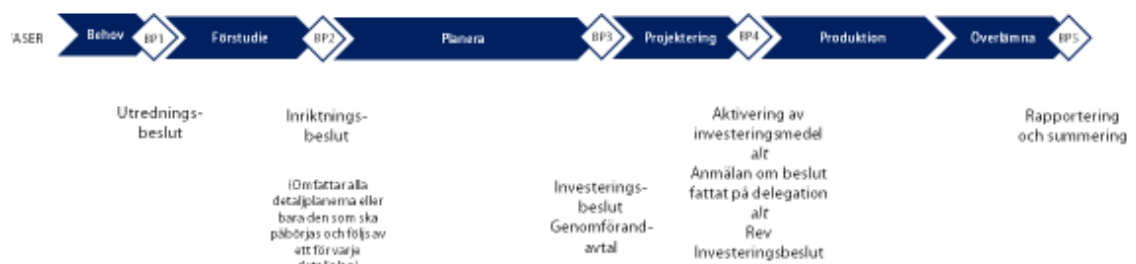 FASER
Behov
BP1
Förstudie
BP2
Planera
BP3
Projektering
BP4
Produktion
Överlämna
BP5
Utrednings-
beslut
Inriktnings-
beslut
(Omfattar alla
detaljplanerna eller
bara den som ska
påbörjas och följs av
ett för varje
Investerings-
beslut
Genomförand-
avtal
Aktivering av
investeringsmedel
alt
Anmälan om beslut
fattat på delegation
alt
Rev
Investeringsbeslut
Rapportering
och summering